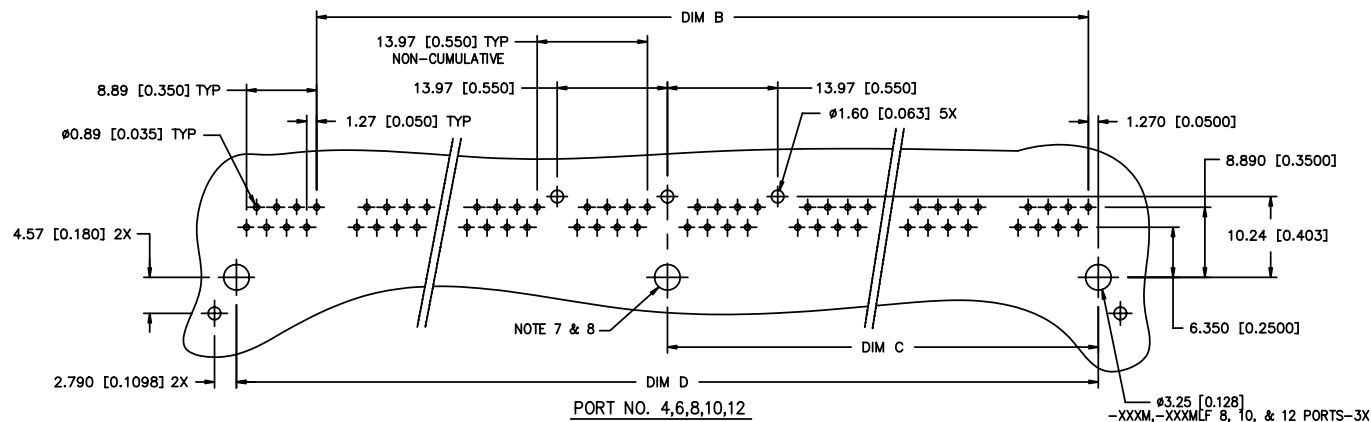 DIM B
13.97 [0.550] TYP
NON-CUMULATIVE
8.89 [0.350] TYP
13.97 [0.550]
13.97 [0.550]
ø0.89 [0.035] TYP
1.27 [0.050] TYP
ø1.60 [0.063] 5X
1.270 [0.0500]
8.890 [0.3500]
4.57 [0.180] 2X
10.24 [0.403]
NOTE 7 & 8
6.350 [0.2500]
DIM C
2.790 [0.1098] 2X
DIM D
ø3.25 [0.128]
-XXXM,-XXXMLF 8, 10, & 12 PORTS-3X
PORT NO. 4,6,8,10,12